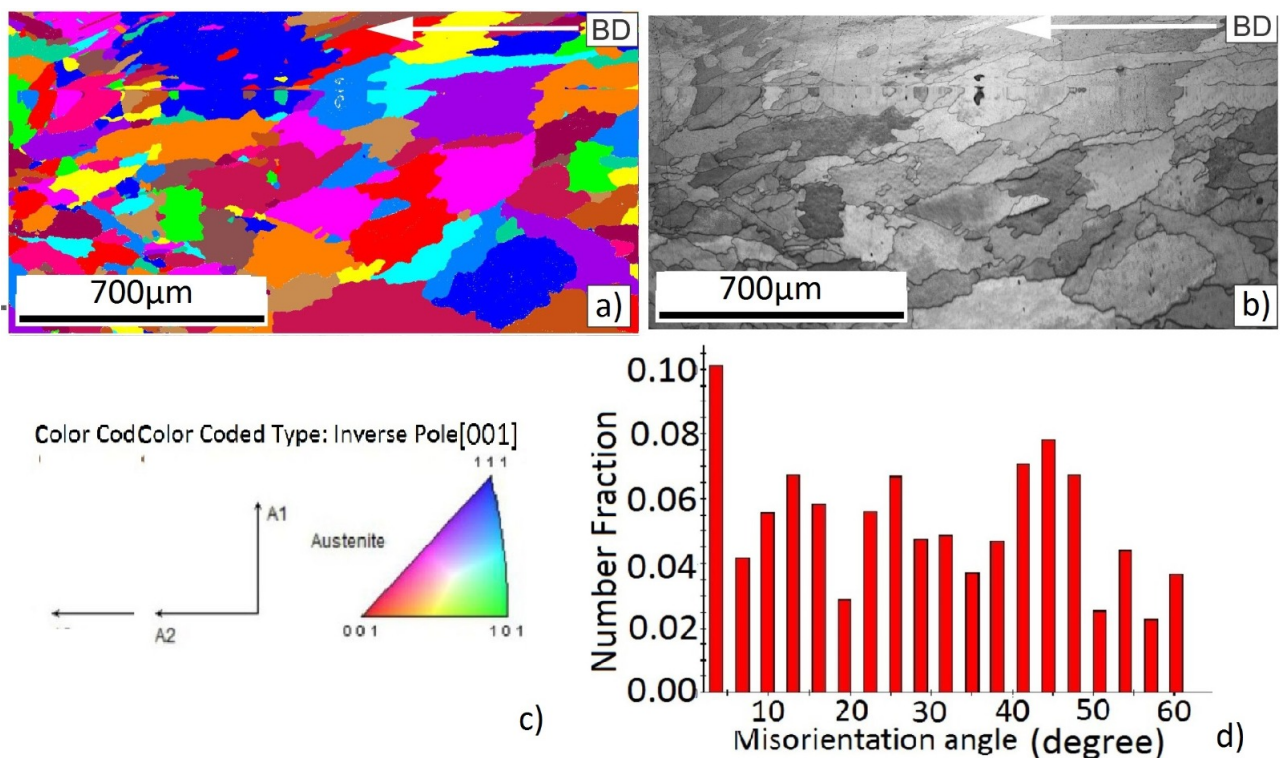 BD
700µm
a)
BD
700µm
b)
Color CodColor Coded Type: Inverse Pole[001]
A1
A2
Austenite
111
001
101
c)
Number Fraction
0.10
0.08
0.06
0.04
0.02
0.00
10 20 30 40 50 60
Misorientation angle (degree)
d)